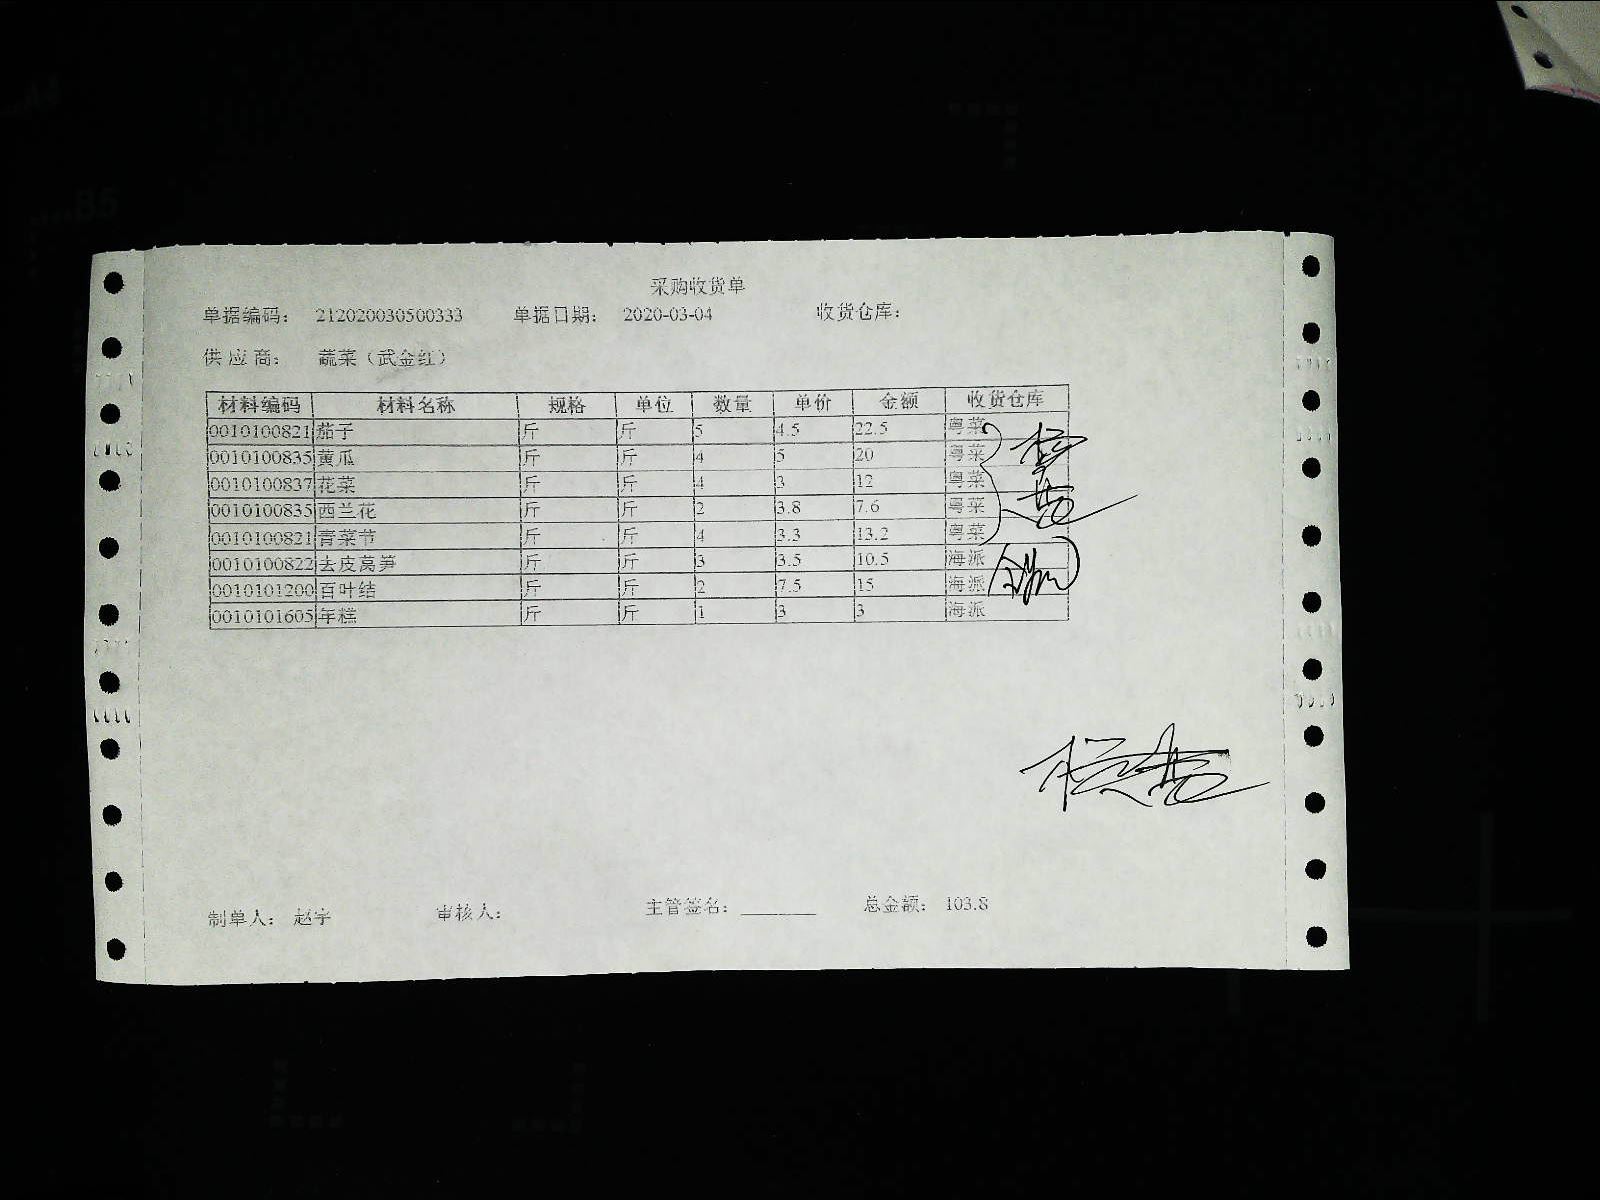 采购收货单
单据编码： 212020030500333 单据日期： 2020-03-04 收货仓库：
供应商： 蔬菜（武金红）
材料编码 材料名称 规格 单位 数量 单价 金额 收货仓库
0010100821 茄子 斤 斤 5 4.5 22.5 粤菜
0010100835 黄瓜 斤 斤 4 5 20 粤菜
0010100837 花菜 斤 斤 4 3 12 粤菜
0010100835 西兰花 斤 斤 2 3.8 7.6 粤菜
0010100821 青菜节 斤 斤 4 3.3 13.2 粤菜
0010100822 去皮莴笋 斤 斤 3 3.5 10.5 海派
0010101200 百叶结 斤 斤 2 7.5 15 海派
0010101605 年糕 斤 斤 1 3 3 海派
制单人： 赵宇 审核人： 主管签名： 总金额： 103.8